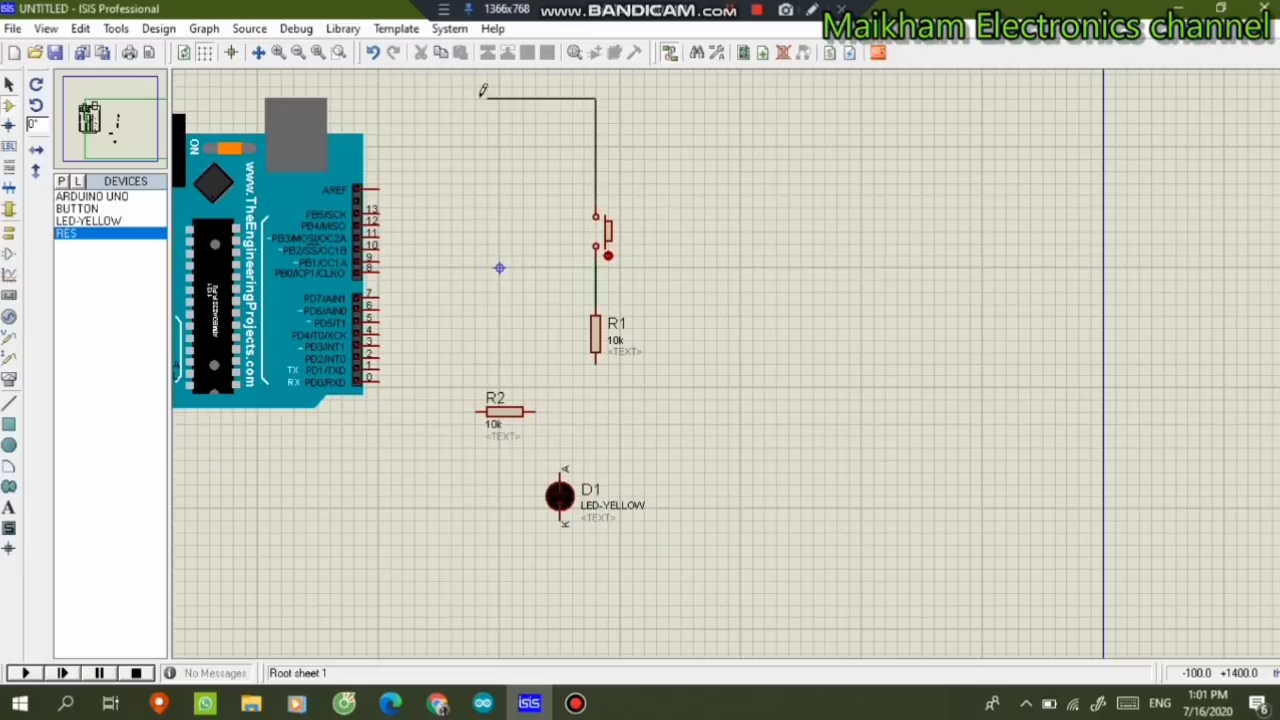 UNTITLED - ISIS Professional
1366x768
WWW.BANDICAM.COM
Maikham Electronics channel
File View Edit Tools Design Graph Source Debug Library Template System Help
0°
P L DEVICES
ARDUINO UNO
BUTTON
LED-YELLOW
RES
LBL
ON
www.TheEngineeringProjects.com
1121
AREF
PB5/SCK 13
PB4/MISO 12
~PB3/MOSI/OC2A 11
~PB2/SS/OC1B 10
~PB1/OC1A 9
PB0/ICP1/CLKO 8
PD7/AIN1 7
~PD6/AIN0 6
~PD5/T1 5
PD4/T0/XCK 4
~PD3/INT1 3
PD2/INT0 2
TX PD1/TXD 1
RX PD0/RXD 0
R1
10k
<TEXT>
R2
10k
<TEXT>
A
D1
LED-YELLOW
<TEXT>
K
No Messages
Root sheet 1
-100.0 +1400.0 th
isis
ENG
1:01 PM
7/16/2020
6